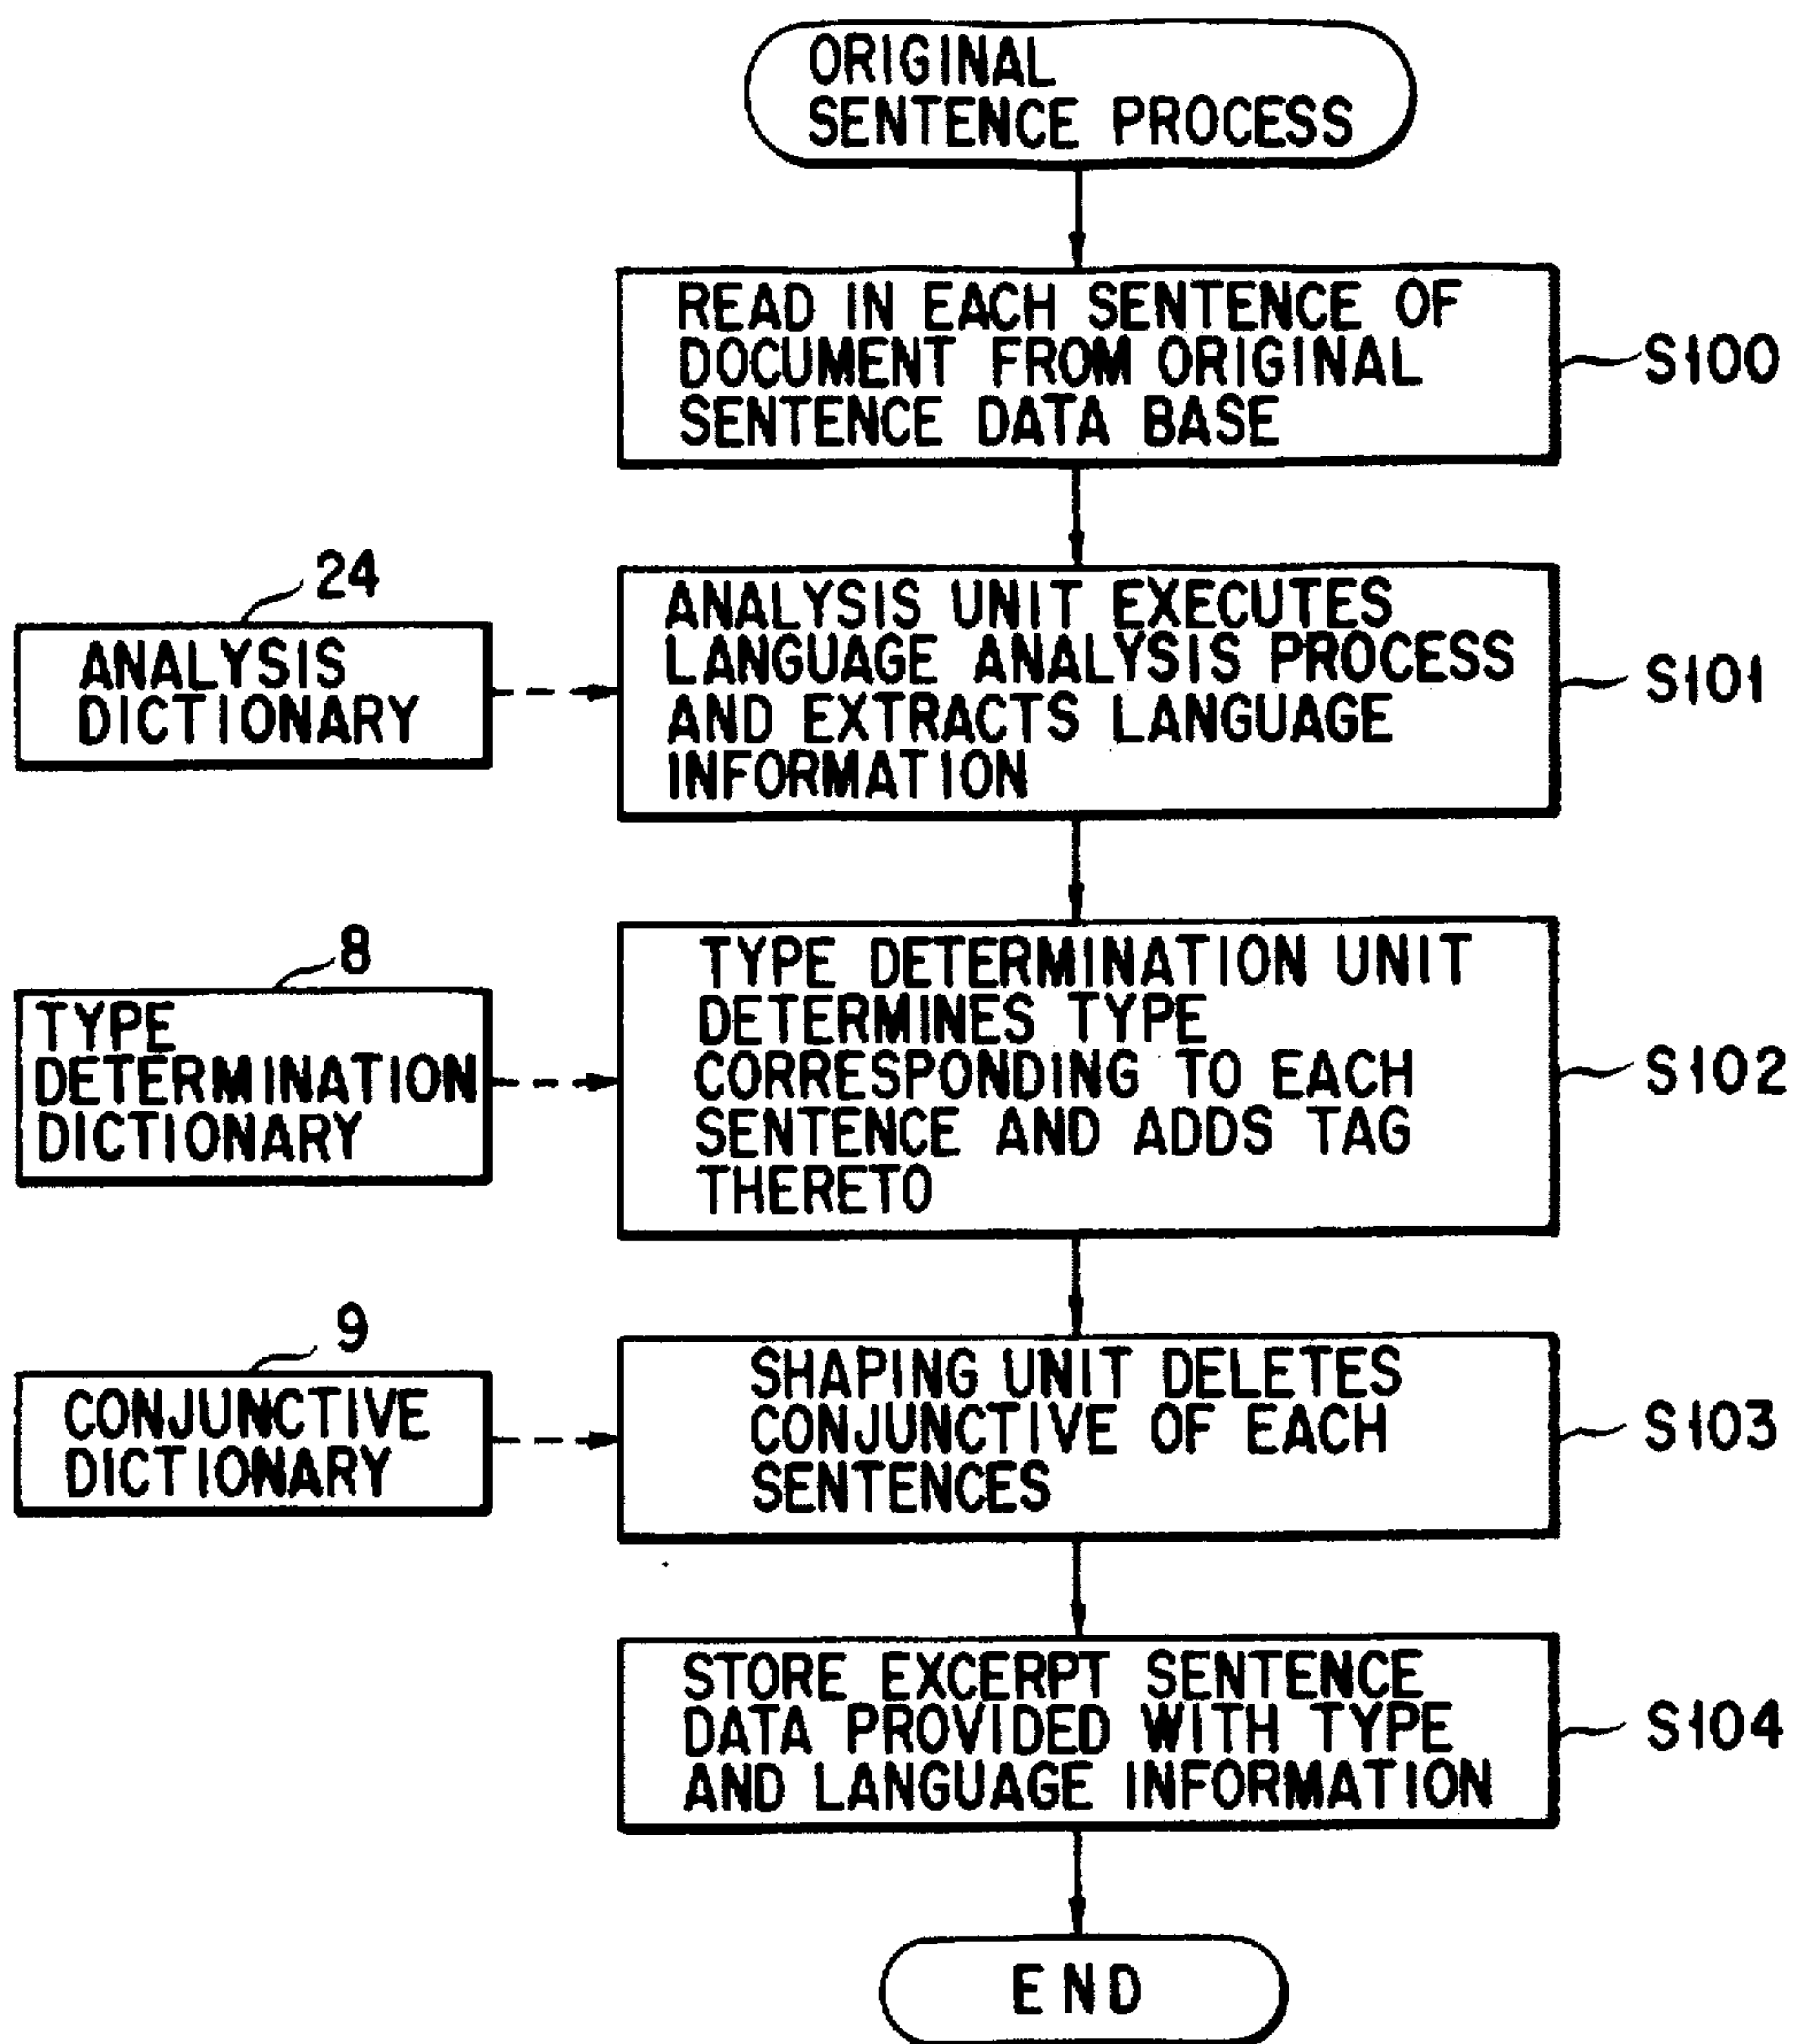 ORIGINAL
SENTENCE PROCESS
READ IN EACH SENTENCE OF
DOCUMENT FROM ORIGINAL
SENTENCE DATA BASE
S100
24
ANALYSIS
DICTIONARY
ANALYSIS UNIT EXECUTES
LANGUAGE ANALYSIS PROCESS
AND EXTRACTS LANGUAGE
INFORMATION
S101
8
TYPE
DETERMINATION
DICTIONARY
TYPE DETERMINATION UNIT
DETERMINES TYPE
CORRESPONDING TO EACH
SENTENCE AND ADDS TAG
THERETO
S102
9
CONJUNCTIVE
DICTIONARY
SHAPING UNIT DELETES
CONJUNCTIVE OF EACH
SENTENCES
S103
STORE EXCERPT SENTENCE
DATA PROVIDED WITH TYPE
AND LANGUAGE INFORMATION
S104
END